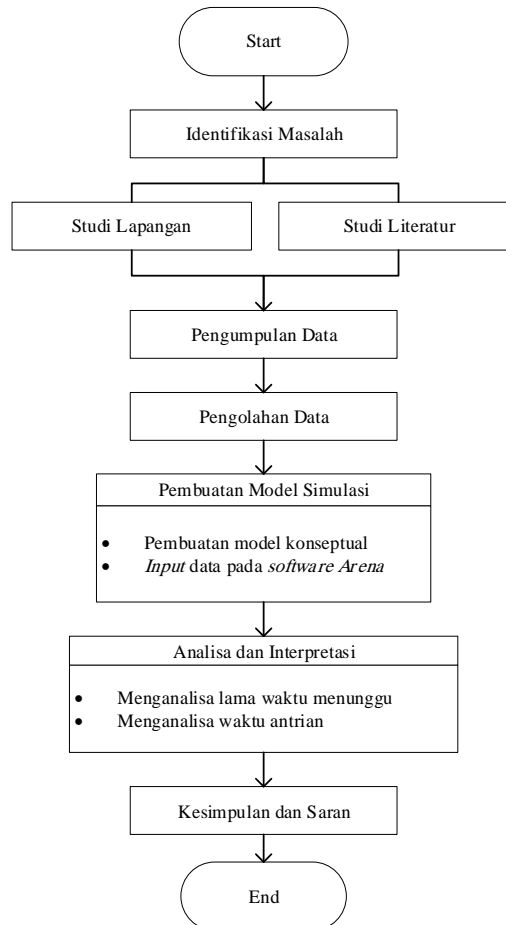 Start
Identifikasi Masalah
Studi Lapangan
Studi Literatur
Pengumpulan Data
Pengolahan Data
Pembuatan Model Simulasi
• Pembuatan model konseptual
• Input data pada software Arena
Analisa dan Interpretasi
• Menganalisa lama waktu menunggu
• Menganalisa waktu antrian
Kesimpulan dan Saran
End